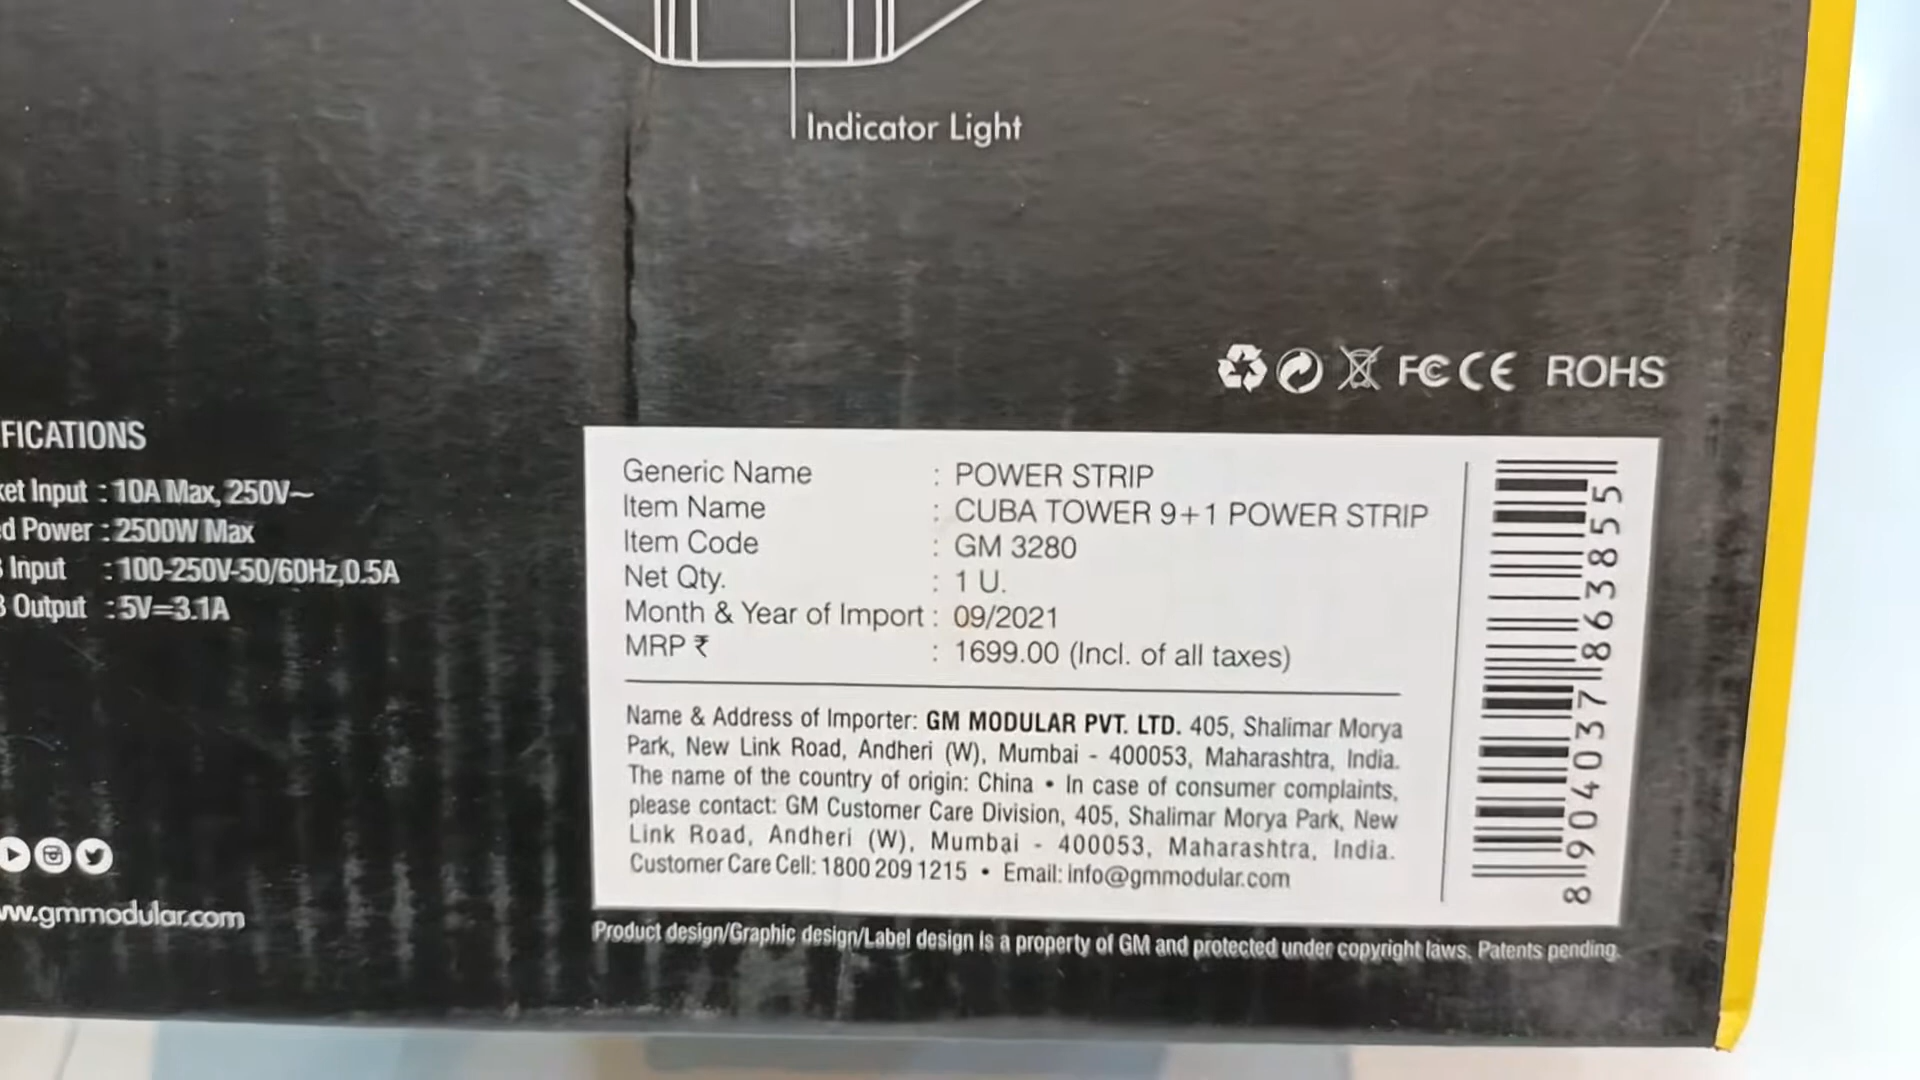 Indicator Light
FC CE ROHS
FICATIONS
ket Input : 10A Max, 250V~
d Power : 2500W Max
Input : 100-250V-50/60Hz,0.5A
Output : 5V=3.1A
Generic Name : POWER STRIP
Item Name : CUBA TOWER 9+1 POWER STRIP
Item Code : GM 3280
Net Qty. : 1 U.
Month & Year of Import : 09/2021
MRP ₹ : 1699.00 (Incl. of all taxes)
Name & Address of Importer: GM MODULAR PVT. LTD. 405, Shalimar Morya
Park, New Link Road, Andheri (W), Mumbai - 400053, Maharashtra, India.
The name of the country of origin: China • In case of consumer complaints,
please contact: GM Customer Care Division, 405, Shalimar Morya Park, New
Link Road, Andheri (W), Mumbai - 400053, Maharashtra, India.
Customer Care Cell: 1800 209 1215 • Email: info@gmmodular.com
8 904037 863855
w.gmmodular.com
Product design/Graphic design/Label design is a property of GM and protected under copyright laws. Patents pending.